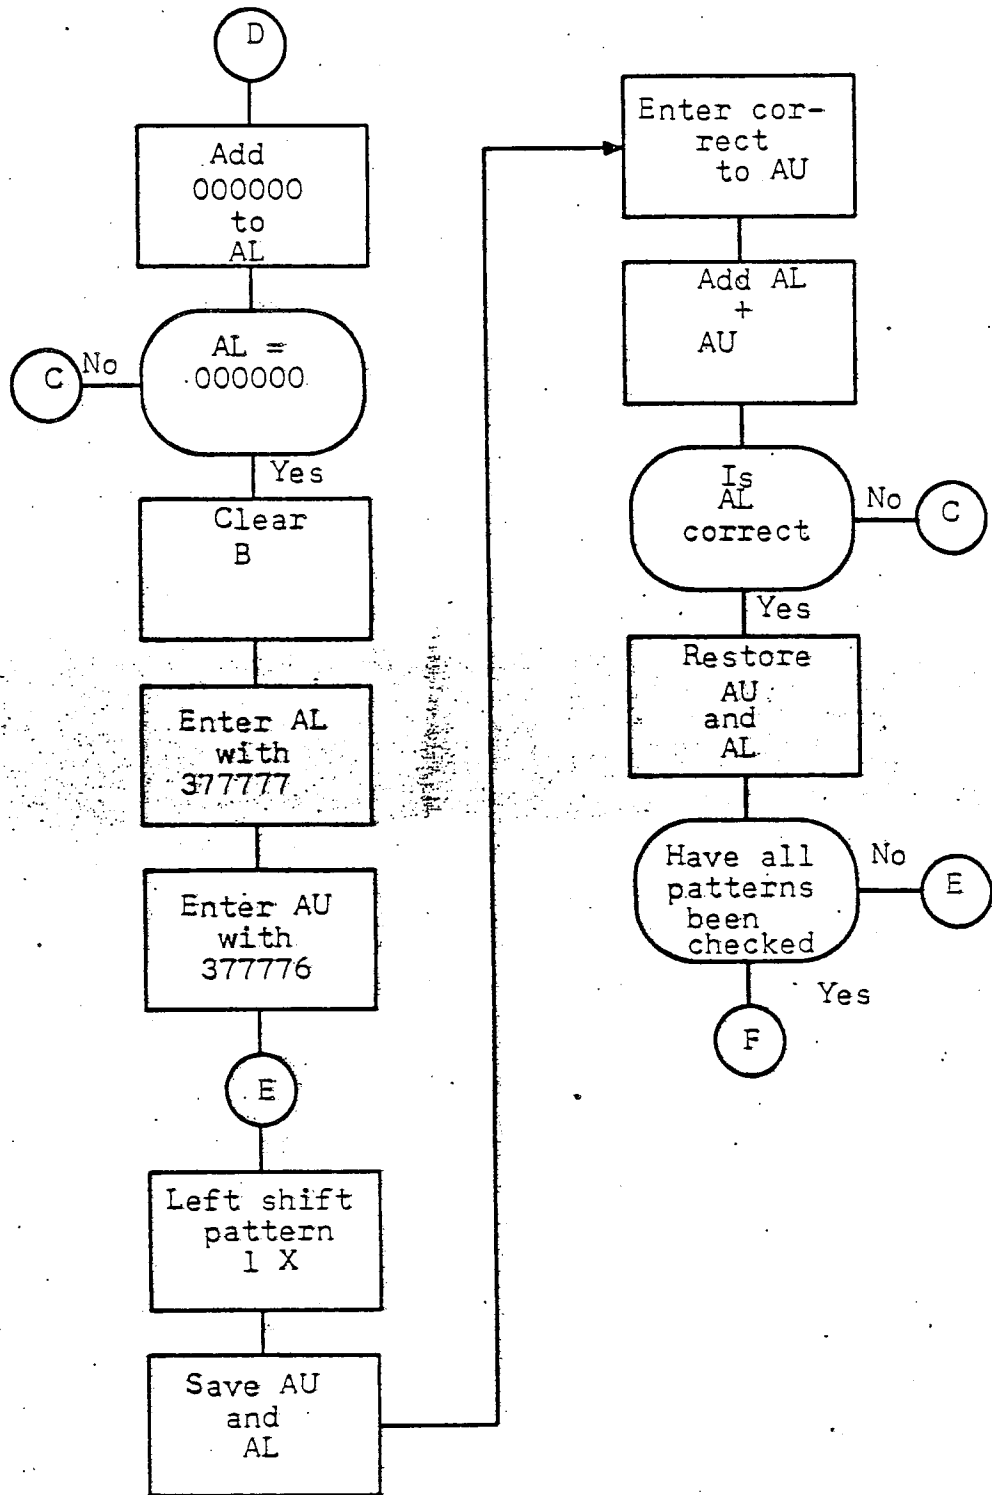 D
Add
000000
to
AL
AL =
000000
No
C
Yes
Clear
B
Enter AL
with
377777
Enter AU
with
377776
E
Left shift
pattern
1 X
Save AU
and
AL
Enter cor-
rect
to AU
Add AL
+
AU
Is
AL
correct
No
C
Yes
Restore
AU
and
AL
Have all
patterns
been
checked
No
E
Yes
F